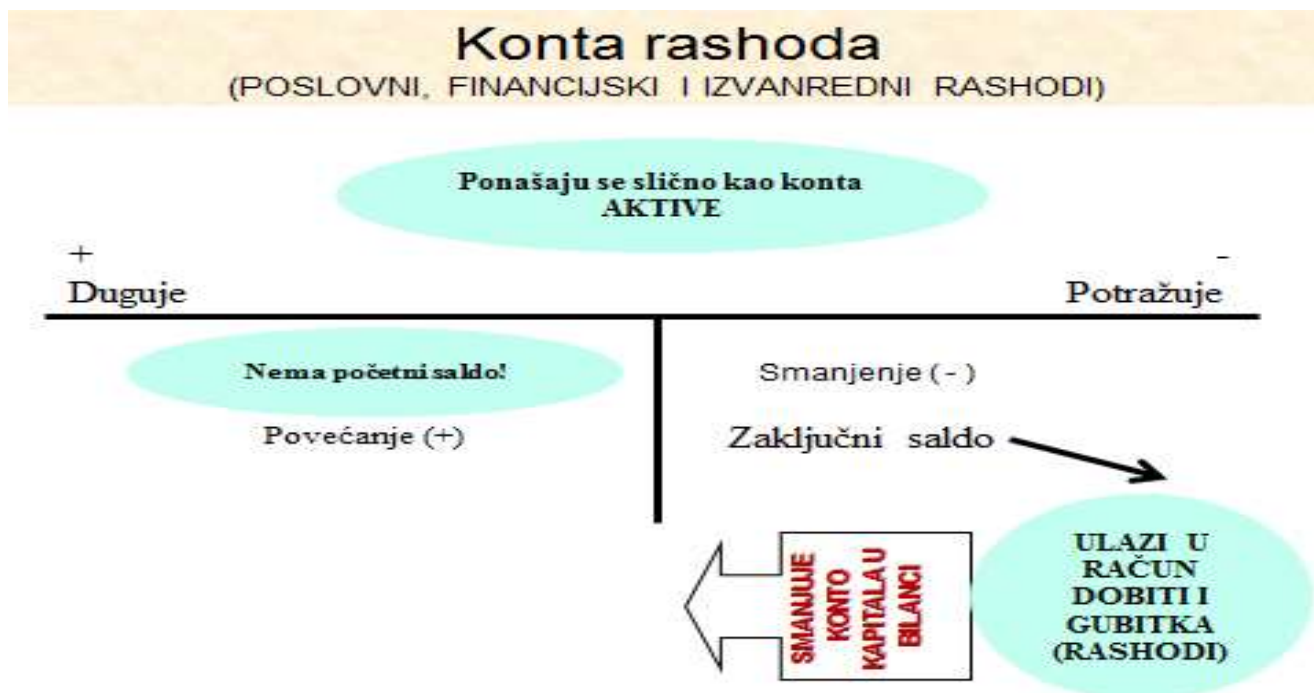 Konta rashoda
(POSLOVNI, FINANCIJSKI I IZVANREDNI RASHODI)
Ponašaju se slično kao konta
AKTIVE
+
-
Duguje
Potražuje
Nema početni saldo!
Smanjenje ( - )
Povećanje (+)
Zaključni saldo
SMANJUJE
KONTO
KAPITALA U
BILANCI
ULAZI U
RAČUN
DOBITI I
GUBITKA
(RASHODI)